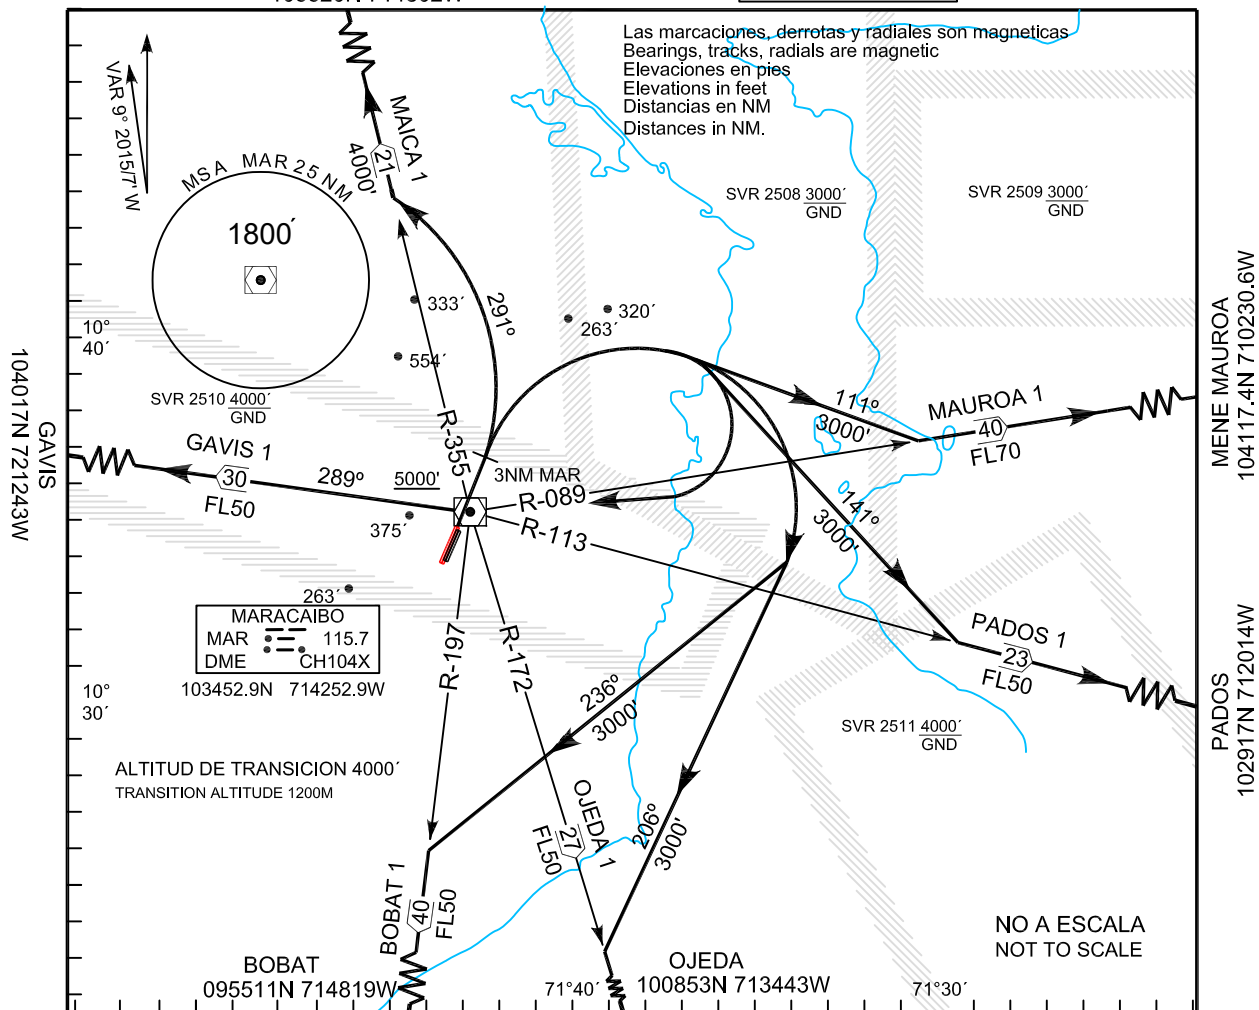 Las marcaciones, derrotas y radiales son magneticas
Bearings, tracks, radials are magnetic
Elevaciones en pies
Elevations in feet
Distancias en NM
Distances in NM.
VAR 9° 2015/7' W
MSA MAR 25 NM
1800´
MAICA 1
21
4000'
SVR 2508 3000´
GND
SVR 2509 3000´
GND
333´
320´
263´
291º
554´
10°
40´
SVR 2510 4000´
GND
GAVIS
104017N 721243W
GAVIS 1
30
FL50
289º
5000'
R-355
3NM MAR
R-089
R-113
375´
111º
3000'
MAUROA 1
40
FL70
MENE MAUROA
104117.4N 710230.6W
141º
3000'
263´
MARACAIBO
MAR 115.7
DME CH104X
103452.9N 714252.9W
R-197
R-172
PADOS 1
23
FL50
PADOS
102917N 712014W
10°
30´
236º
3000'
SVR 2511 4000´
GND
ALTITUD DE TRANSICION 4000´
TRANSITION ALTITUDE 1200M
OJEDA 1
27
FL50
206º
3000'
BOBAT 1
40
FL50
NO A ESCALA
NOT TO SCALE
BOBAT
095511N 714819W
OJEDA
100853N 713443W
71°40´
71°30´